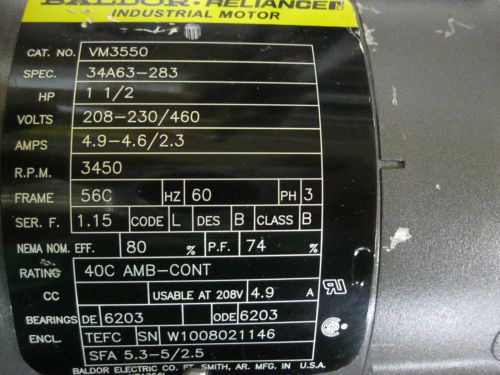 BALDOR • RELIANCE
INDUSTRIAL MOTOR
CAT. NO. VM3550
SPEC. 34A63-283
HP 1 1/2
VOLTS 208-230/460
AMPS 4.9-4.6/2.3
R.P.M. 3450
FRAME 56C HZ 60 PH 3
SER. F. 1.15 CODE L DES B CLASS B
NEMA NOM. EFF. 80 % P.F. 74 %
RATING 40C AMB-CONT
CC USABLE AT 208V 4.9 A
BEARINGS DE 6203 ODE 6203
ENCL. TEFC SN W1008021146
SFA 5.3-5/2.5
BALDOR ELECTRIC CO. FT. SMITH, AR. MFG. IN U.S.A.